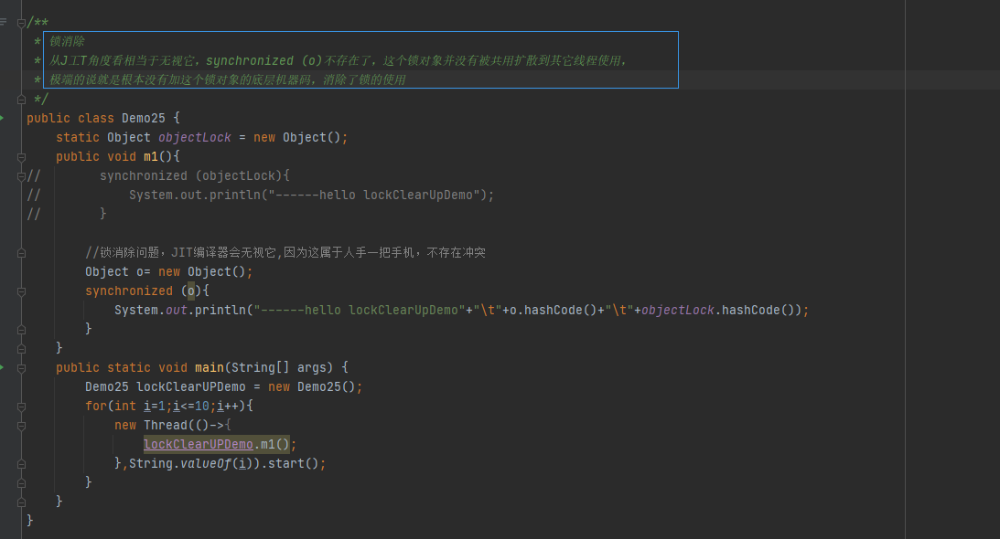 /**
* 锁消除
* 从J工T角度看相当于无视它，synchronized (o)不存在了，这个锁对象并没有被共用扩散到其它线程使用，
* 极端的说就是根本没有加这个锁对象的底层机器码，消除了锁的使用
*/
public class Demo25 {
static Object objectLock = new Object();
public void m1(){
// synchronized (objectLock){
// System.out.println("------hello lockClearUpDemo");
// }
//锁消除问题，JIT编译器会无视它,因为这属于人手一把手机，不存在冲突
Object o= new Object();
synchronized (o){
System.out.println("------hello lockClearUpDemo"+"\t"+o.hashCode()+"\t"+objectLock.hashCode());
}
}
public static void main(String[] args) {
Demo25 lockClearUPDemo = new Demo25();
for(int i=1;i<=10;i++){
new Thread(()->{
lockClearUPDemo.m1();
},String.valueOf(i)).start();
}
}
}